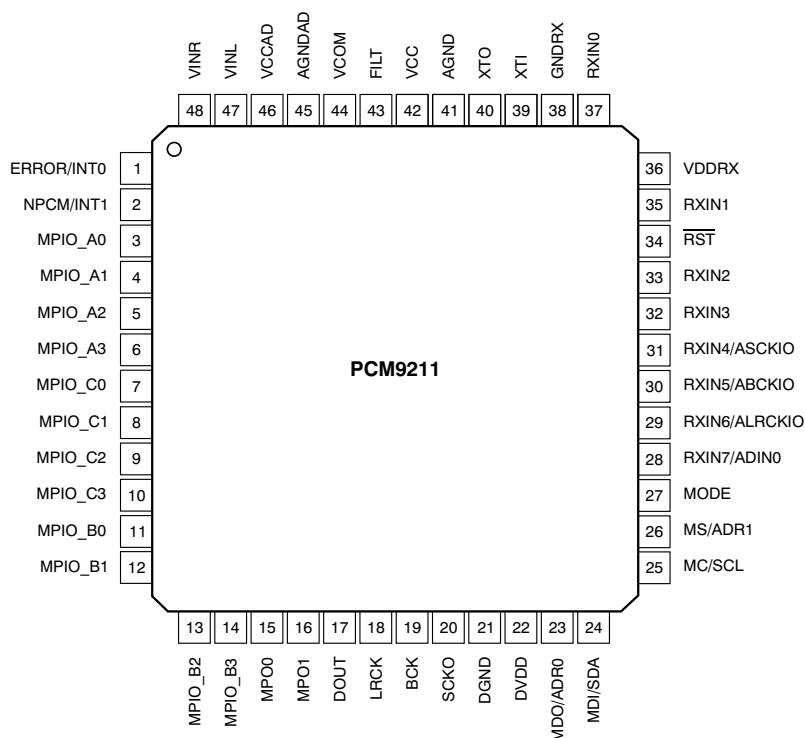 VINR VINL VCCAD AGNDAD VCOM FILT VCC AGND XTO XTI GNDRX RXIN0
48 47 46 45 44 43 42 41 40 39 38 37
ERROR/INT0 1 36 VDDRX
NPCM/INT1 2 35 RXIN1
MPIO_A0 3 34 RST
MPIO_A1 4 33 RXIN2
MPIO_A2 5 32 RXIN3
MPIO_A3 6 31 RXIN4/ASCKIO
PCM9211
MPIO_C0 7 30 RXIN5/ABCKIO
MPIO_C1 8 29 RXIN6/ALRCKIO
MPIO_C2 9 28 RXIN7/ADIN0
MPIO_C3 10 27 MODE
MPIO_B0 11 26 MS/ADR1
MPIO_B1 12 25 MC/SCL
13 14 15 16 17 18 19 20 21 22 23 24
MPIO_B2 MPIO_B3 MPO0 MPO1 DOUT LRCK BCK SCKO DGND DVDD MDO/ADR0 MDI/SDA